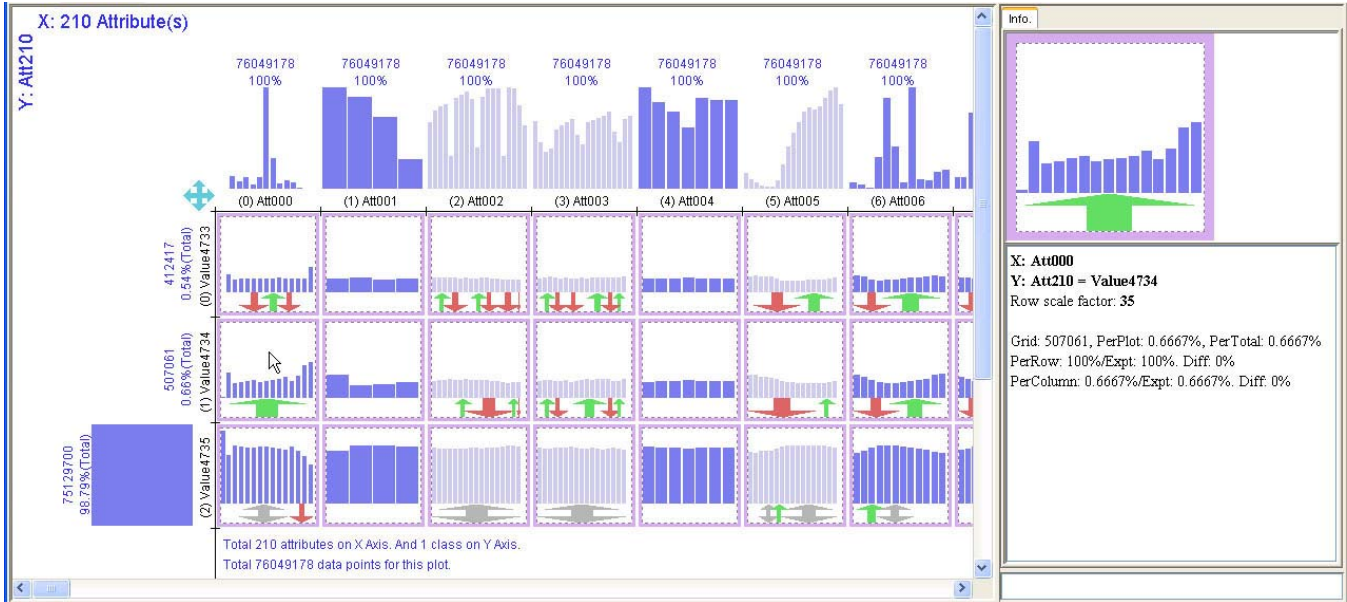 X: 210 Attribute(s)
Y: Att210
76049178 76049178 76049178 76049178 76049178 76049178 76049178
100% 100% 100% 100% 100% 100% 100%
(0) Att000 (1) Att001 (2) Att002 (3) Att003 (4) Att004 (5) Att005 (6) Att006
412417
0.54%(Total)
(0) Value4733
507061
0.66%(Total)
(1) Value4734
75129700
98.79%(Total)
(2) Value4735
Total 210 attributes on X Axis. And 1 class on Y Axis.
Total 76049178 data points for this plot.
Info.
X: Att000
Y: Att210 = Value4734
Row scale factor: 35
Grid: 507061, PerPlot: 0.6667%, PerTotal: 0.6667%
PerRow: 100%/Expt: 100%. Diff: 0%
PerColumn: 0.6667%/Expt: 0.6667%. Diff: 0%